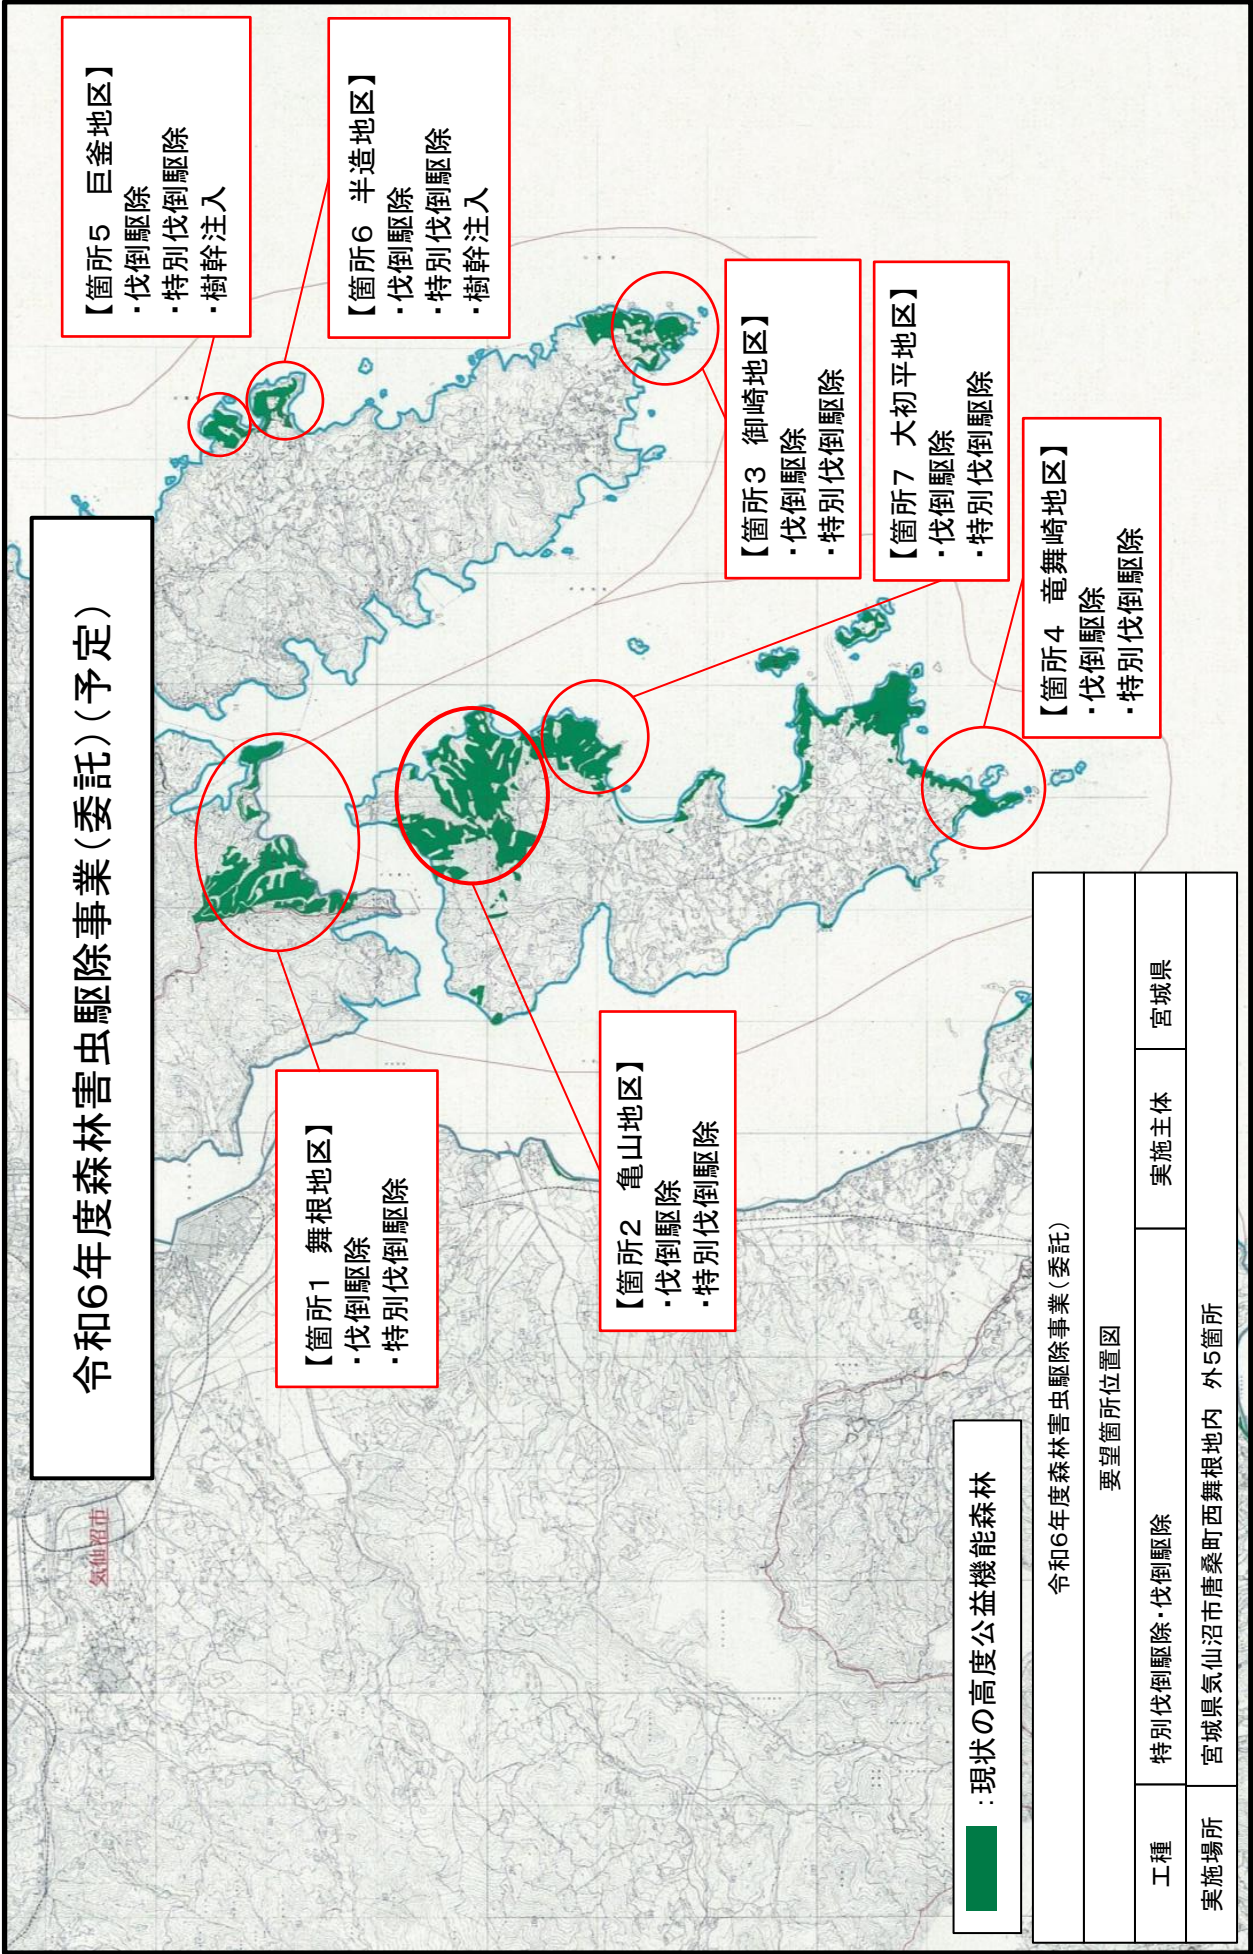 令和6年度森林害虫駆除事業(委託)(予定)
気仙沼市
【箇所5 巨釜地区】
・伐倒駆除
・特別伐倒駆除
・樹幹注入
【箇所6 半造地区】
・伐倒駆除
・特別伐倒駆除
・樹幹注入
【箇所1 舞根地区】
・伐倒駆除
・特別伐倒駆除
【箇所2 亀山地区】
・伐倒駆除
・特別伐倒駆除
【箇所3 御崎地区】
・伐倒駆除
・特別伐倒駆除
【箇所7 大初平地区】
・伐倒駆除
・特別伐倒駆除
【箇所4 竜舞崎地区】
・伐倒駆除
・特別伐倒駆除
:現状の高度公益機能森林
令和6年度森林害虫駆除事業(委託)
要望箇所位置図
工種 特別伐倒駆除・伐倒駆除 実施主体 宮城県
実施場所 宮城県気仙沼市唐桑町西舞根地内 外5箇所